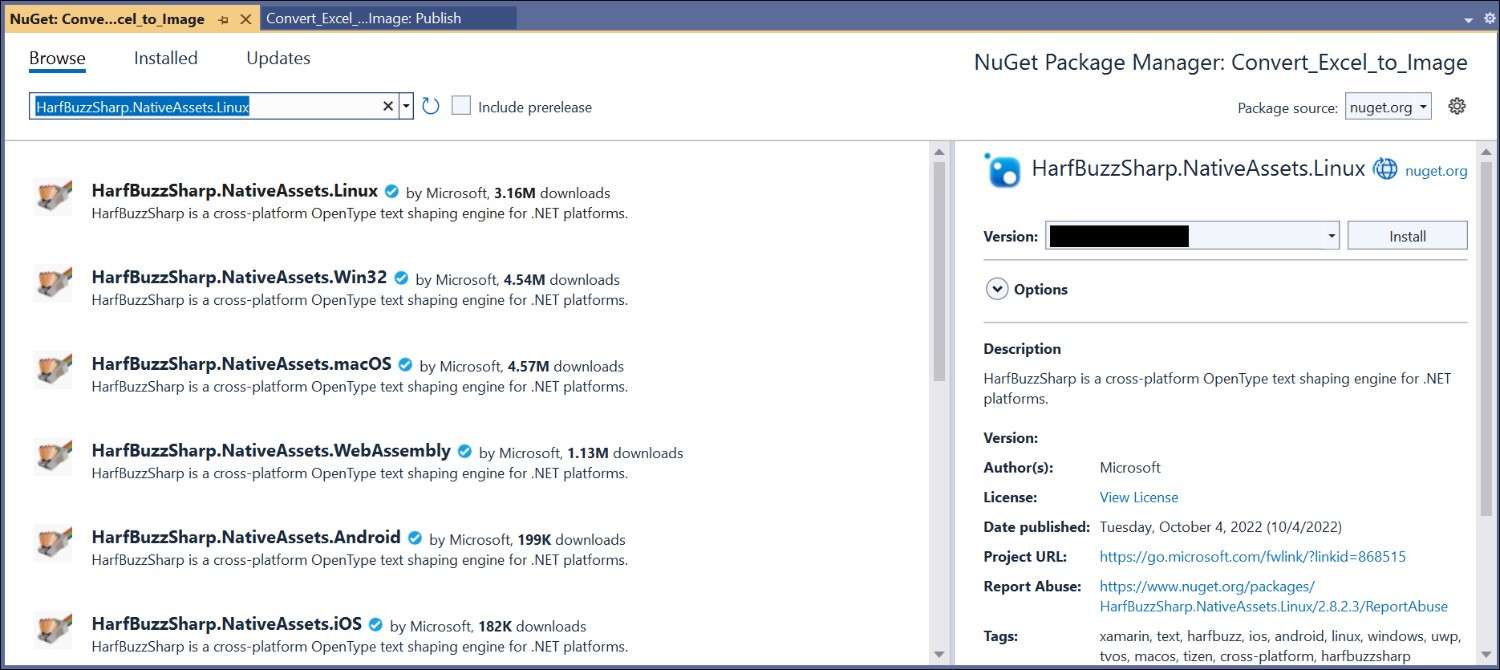 NuGet: Conve...cel_to_Image
Convert_Excel_...Image: Publish
Browse
Installed
Updates
NuGet Package Manager: Convert_Excel_to_Image
HarfBuzzSharp.NativeAssets.Linux
Include prerelease
Package source: nuget.org
HarfBuzzSharp.NativeAssets.Linux by Microsoft, 3.16M downloads
HarfBuzzSharp is a cross-platform OpenType text shaping engine for .NET platforms.
HarfBuzzSharp.NativeAssets.Win32 by Microsoft, 4.54M downloads
HarfBuzzSharp is a cross-platform OpenType text shaping engine for .NET platforms.
HarfBuzzSharp.NativeAssets.macOS by Microsoft, 4.57M downloads
HarfBuzzSharp is a cross-platform OpenType text shaping engine for .NET platforms.
HarfBuzzSharp.NativeAssets.WebAssembly by Microsoft, 1.13M downloads
HarfBuzzSharp is a cross-platform OpenType text shaping engine for .NET platforms.
HarfBuzzSharp.NativeAssets.Android by Microsoft, 199K downloads
HarfBuzzSharp is a cross-platform OpenType text shaping engine for .NET platforms.
HarfBuzzSharp.NativeAssets.iOS by Microsoft, 182K downloads
HarfBuzzSharp is a cross-platform OpenType text shaping engine for .NET platforms.
HarfBuzzSharp.NativeAssets.Linux nuget.org
Version: Install
Options
Description
HarfBuzzSharp is a cross-platform OpenType text shaping engine for .NET
platforms.
Version:
Author(s): Microsoft
License: View License
Date published: Tuesday, October 4, 2022 (10/4/2022)
Project URL: https://go.microsoft.com/fwlink/?linkid=868515
Report Abuse: https://www.nuget.org/packages/
HarfBuzzSharp.NativeAssets.Linux/2.8.2.3/ReportAbuse
Tags: xamarin, text, harfbuzz, ios, android, linux, windows, uwp,
tvos, macos, tizen, cross-platform, harfbuzzsharp